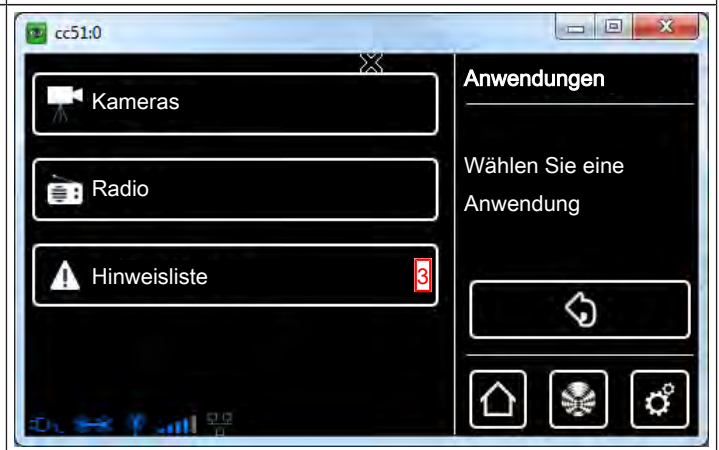 cc51:0
Kameras
Radio
Hinweisliste 3
Anwendungen
Wählen Sie eine
Anwendung